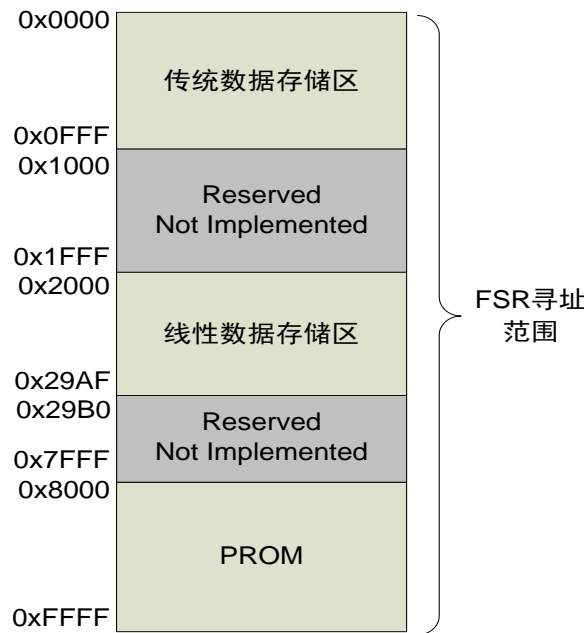 0x0000
传统数据存储区
0x0FFF
0x1000
Reserved
Not Implemented
0x1FFF
0x2000
线性数据存储区
0x29AF
0x29B0
Reserved
Not Implemented
0x7FFF
0x8000
PROM
0xFFFF
FSR寻址
范围